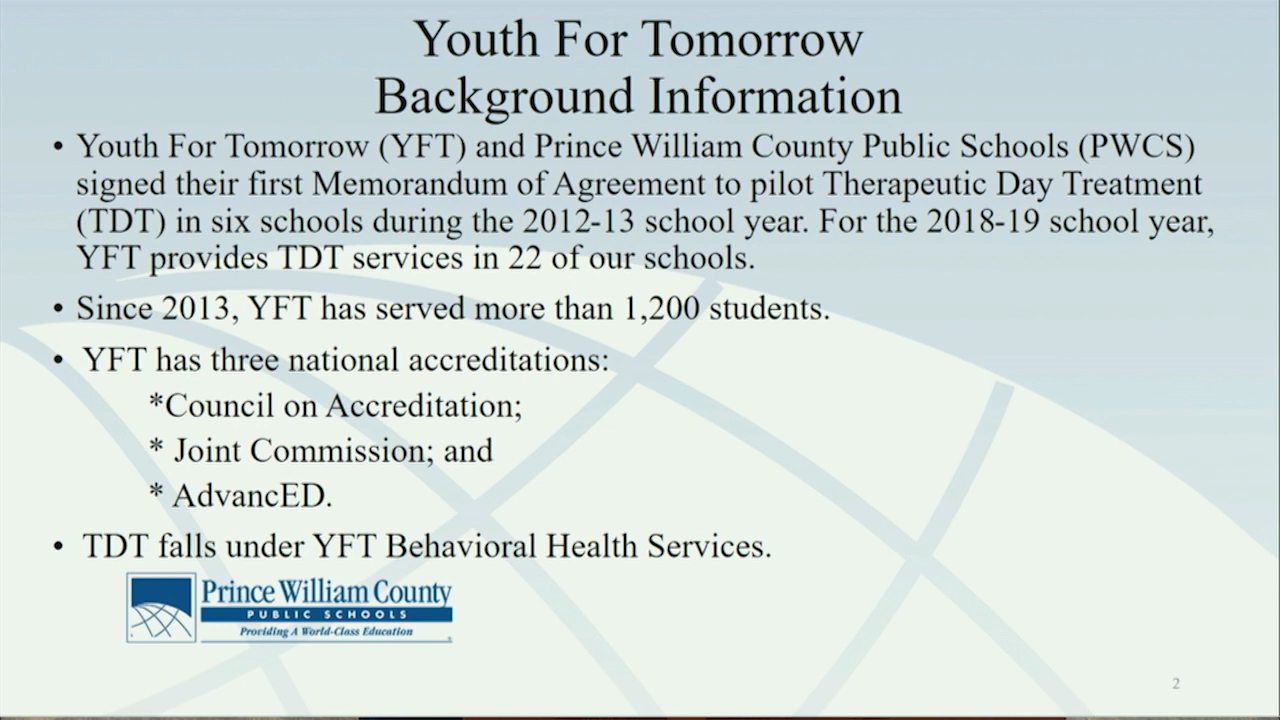 Youth For Tomorrow
Background Information
• Youth For Tomorrow (YFT) and Prince William County Public Schools (PWCS)
signed their first Memorandum of Agreement to pilot Therapeutic Day Treatment
(TDT) in six schools during the 2012-13 school year. For the 2018-19 school year,
YFT provides TDT services in 22 of our schools.
• Since 2013, YFT has served more than 1,200 students.
• YFT has three national accreditations:
*Council on Accreditation;
* Joint Commission; and
* AdvancED.
• TDT falls under YFT Behavioral Health Services.
Prince William County
PUBLIC SCHOOLS
Providing A World-Class Education
2